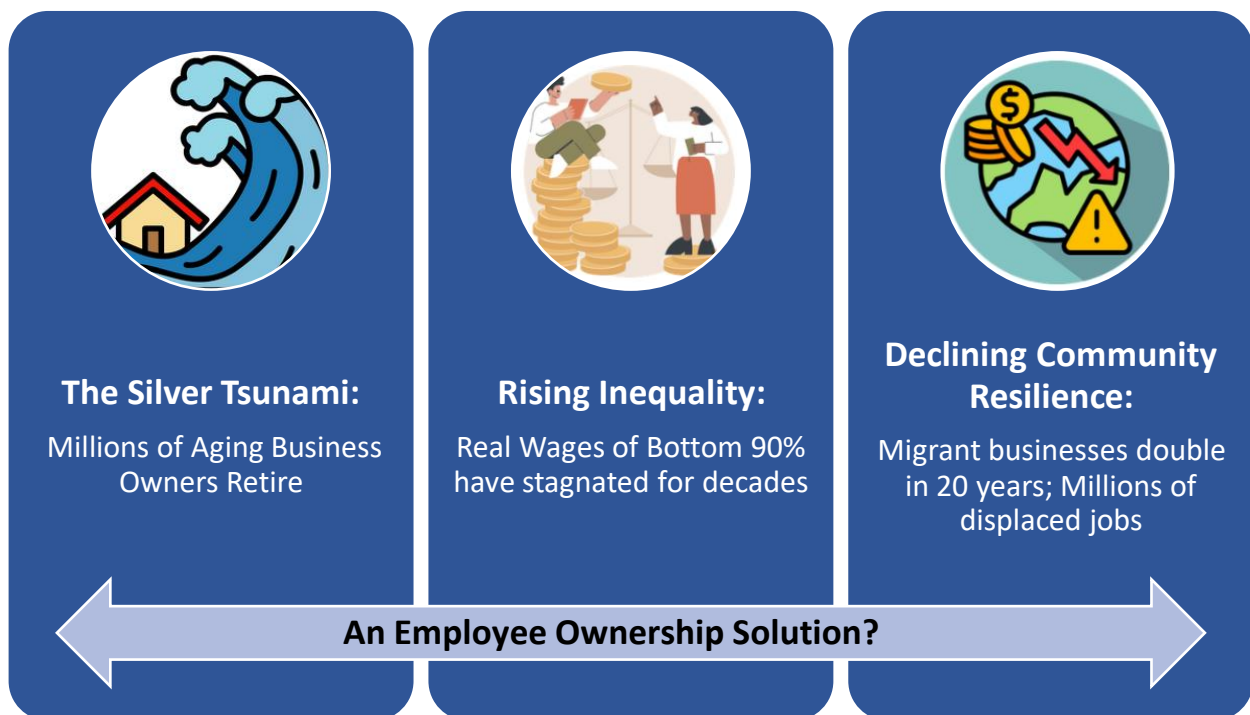 The Silver Tsunami:
Millions of Aging Business
Owners Retire
Rising Inequality:
Real Wages of Bottom 90%
have stagnated for decades
$
Declining Community
Resilience:
Migrant businesses double
in 20 years; Millions of
displaced jobs
An Employee Ownership Solution?